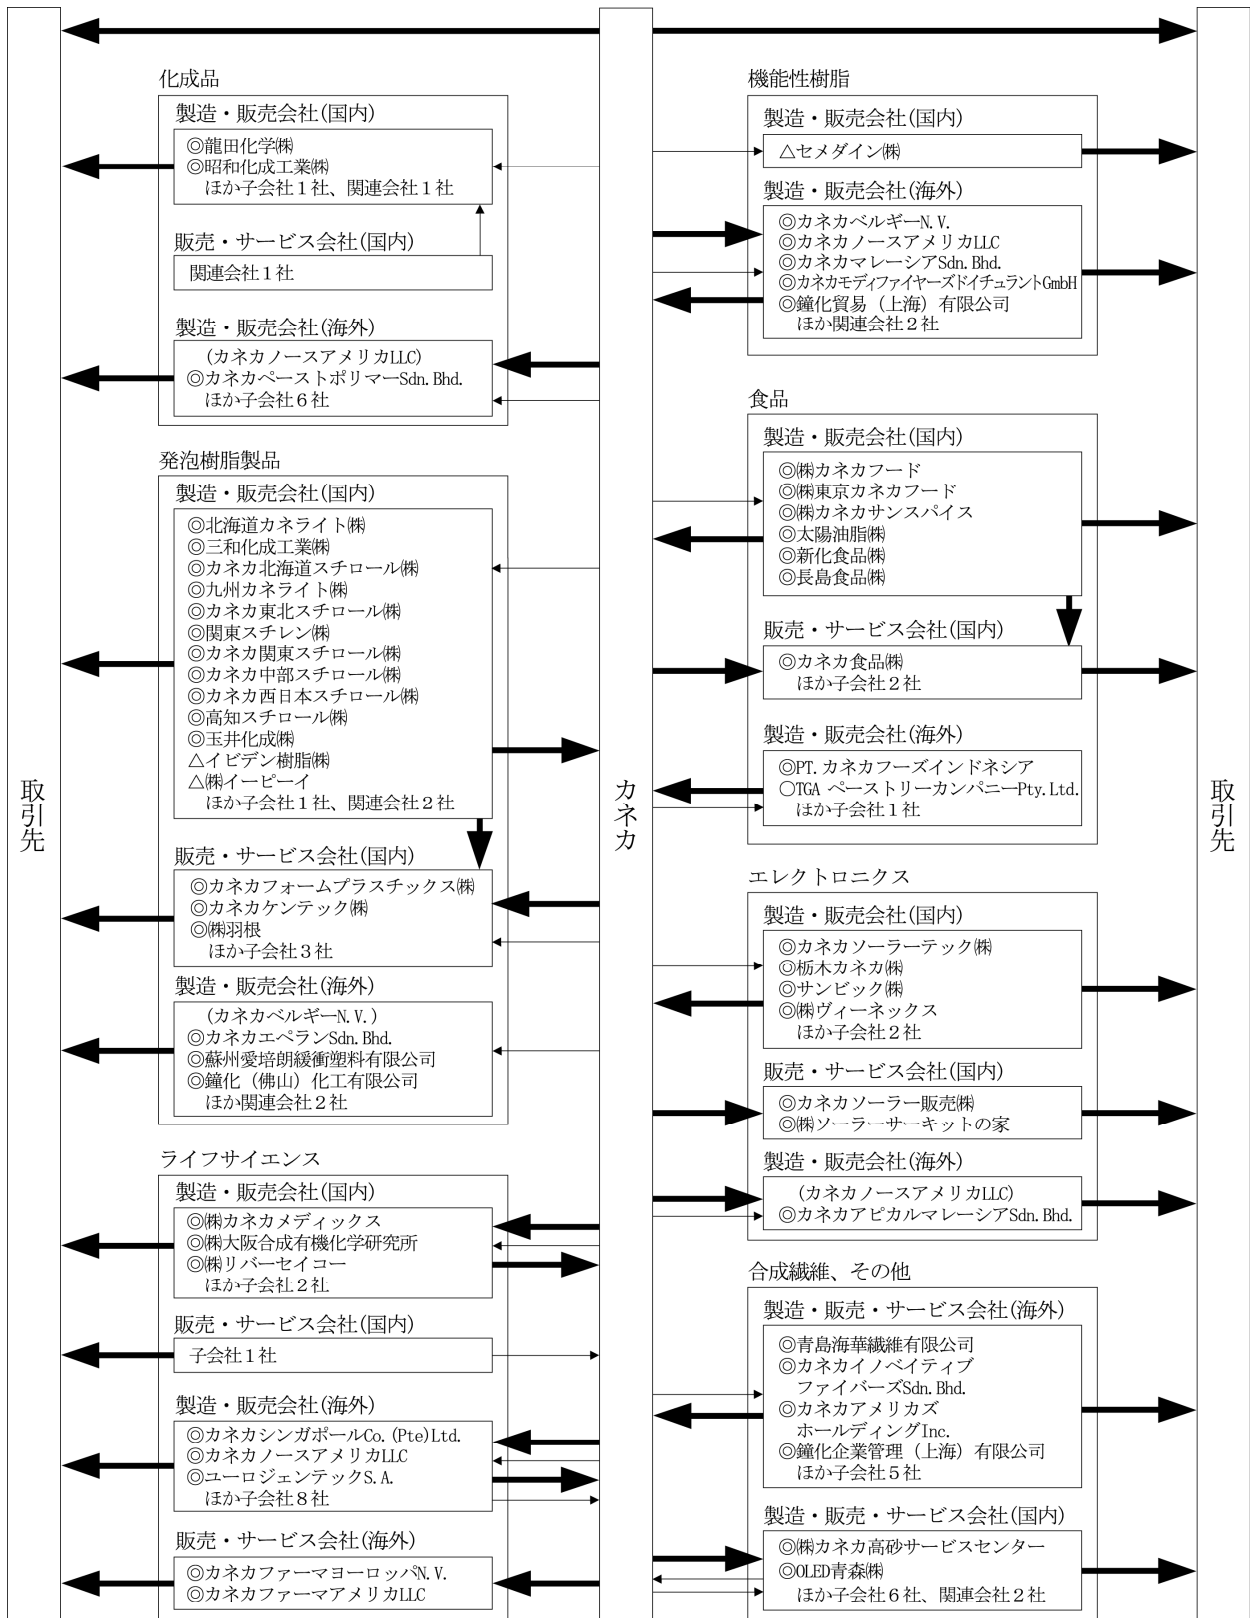 取引先
化成品
製造・販売会社(国内)
◎龍田化学㈱
◎昭和化成工業㈱
ほか子会社１社、関連会社１社
販売・サービス会社(国内)
関連会社１社
製造・販売会社(海外)
(カネカノースアメリカLLC)
◎カネカペーストポリマーSdn.Bhd.
ほか子会社６社
発泡樹脂製品
製造・販売会社(国内)
◎北海道カネライト㈱
◎三和化成工業㈱
◎カネカ北海道スチロール㈱
◎九州カネライト㈱
◎カネカ東北スチロール㈱
◎関東スチレン㈱
◎カネカ関東スチロール㈱
◎カネカ中部スチロール㈱
◎カネカ西日本スチロール㈱
◎高知スチロール㈱
◎玉井化成㈱
△イビデン樹脂㈱
△㈱イーピーイ
ほか子会社１社、関連会社２社
販売・サービス会社(国内)
◎カネカフォームプラスチックス㈱
◎カネカケンテック㈱
◎㈱羽根
ほか子会社３社
製造・販売会社(海外)
(カネカベルギーN.V.)
◎カネカエペランSdn.Bhd.
◎蘇州愛培朗緩衝塑料有限公司
◎鐘化（佛山）化工有限公司
ほか関連会社２社
ライフサイエンス
製造・販売会社(国内)
◎㈱カネカメディックス
◎㈱大阪合成有機化学研究所
◎㈱リバーセイコー
ほか子会社２社
販売・サービス会社(国内)
子会社１社
製造・販売会社(海外)
◎カネカシンガポールCo.(Pte)Ltd.
◎カネカノースアメリカLLC
◎ユーロジェンテックS.A.
ほか子会社８社
販売・サービス会社(海外)
◎カネカファーマヨーロッパN.V.
◎カネカファーマアメリカLLC
カネカ
機能性樹脂
製造・販売会社(国内)
△セメダイン㈱
製造・販売会社(海外)
◎カネカベルギーN.V.
◎カネカノースアメリカLLC
◎カネカマレーシアSdn.Bhd.
◎カネカモディファイヤーズドイチュラントGmbH
◎鐘化貿易（上海）有限公司
ほか関連会社２社
食品
製造・販売会社(国内)
◎㈱カネカフード
◎㈱東京カネカフード
◎㈱カネカサンスパイス
◎太陽油脂㈱
◎新化食品㈱
◎長島食品㈱
販売・サービス会社(国内)
◎カネカ食品㈱
ほか子会社２社
製造・販売会社(海外)
◎PT.カネカフーズインドネシア
○TGA ペーストリーカンパニーPty.Ltd.
ほか子会社１社
エレクトロニクス
製造・販売会社(国内)
◎カネカソーラーテック㈱
◎栃木カネカ㈱
◎サンビック㈱
◎㈱ヴィーネックス
ほか子会社２社
販売・サービス会社(国内)
◎カネカソーラー販売㈱
◎㈱ソーラーサーキットの家
製造・販売会社(海外)
(カネカノースアメリカLLC)
◎カネカアピカルマレーシアSdn.Bhd.
合成繊維、その他
製造・販売・サービス会社(海外)
◎青島海華繊維有限公司
◎カネカイノベイティブ
ファイバーズSdn.Bhd.
◎カネカアメリカズ
ホールディングInc.
◎鐘化企業管理（上海）有限公司
ほか子会社５社
製造・販売・サービス会社(国内)
◎㈱カネカ高砂サービスセンター
◎OLED青森㈱
ほか子会社６社、関連会社２社
取引先